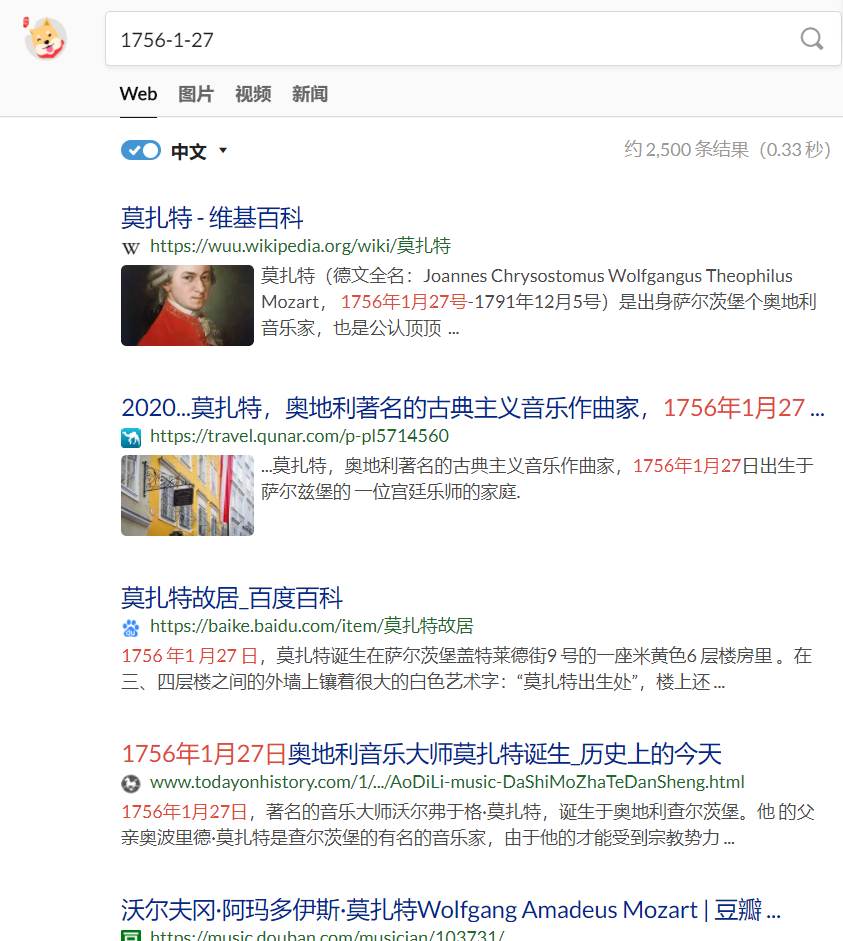 1756-1-27
Web 图片 视频 新闻
中文
约 2,500 条结果（0.33 秒）
莫扎特 - 维基百科
W https://wuu.wikipedia.org/wiki/莫扎特
莫扎特（德文全名：Joannes Chrysostomus Wolfgangus Theophilus
Mozart， 1756年1月27号-1791年12月5号）是出身萨尔茨堡个奥地利
音乐家，也是公认顶顶 ...
2020...莫扎特，奥地利著名的古典主义音乐作曲家，1756年1月27 ...
https://travel.qunar.com/p-pl5714560
...莫扎特，奥地利著名的古典主义音乐作曲家，1756年1月27日出生于
萨尔兹堡的 一位宫廷乐师的家庭.
莫扎特故居_百度百科
https://baike.baidu.com/item/莫扎特故居
1756 年1 月27 日，莫扎特诞生在萨尔茨堡盖特莱德街9 号的一座米黄色6 层楼房里 。在
三、四层楼之间的外墙上镶着很大的白色艺术字：“莫扎特出生处”，楼上还 ...
1756年1月27日奥地利音乐大师莫扎特诞生_历史上的今天
www.todayonhistory.com/1/.../AoDiLi-music-DaShiMoZhaTeDanSheng.html
1756年1月27日，著名的音乐大师沃尔弗于格·莫扎特，诞生于奥地利查尔茨堡。他 的父
亲奥波里德·莫扎特是查尔茨堡的有名的音乐家，由于他的才能受到宗教势力 ...
沃尔夫冈·阿玛多伊斯·莫扎特Wolfgang Amadeus Mozart | 豆瓣 ...
https://music.douban.com/musician/103731/